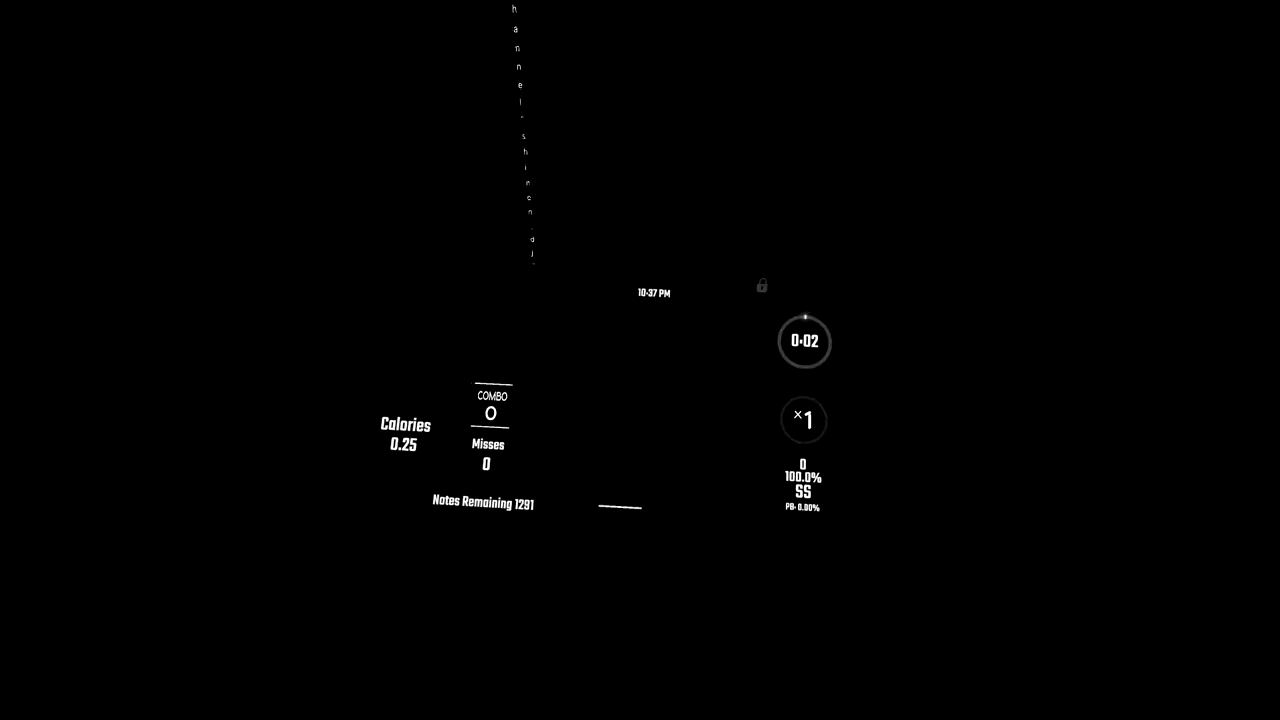 h
a
n
n
e
l
'
s
h
i
n
e
n
.
d
j
10:37 PM
0:02
COMBO
0
x1
Calories
0.25
Misses
0
0
100.0%
SS
PB: 0.00%
Notes Remaining 1291